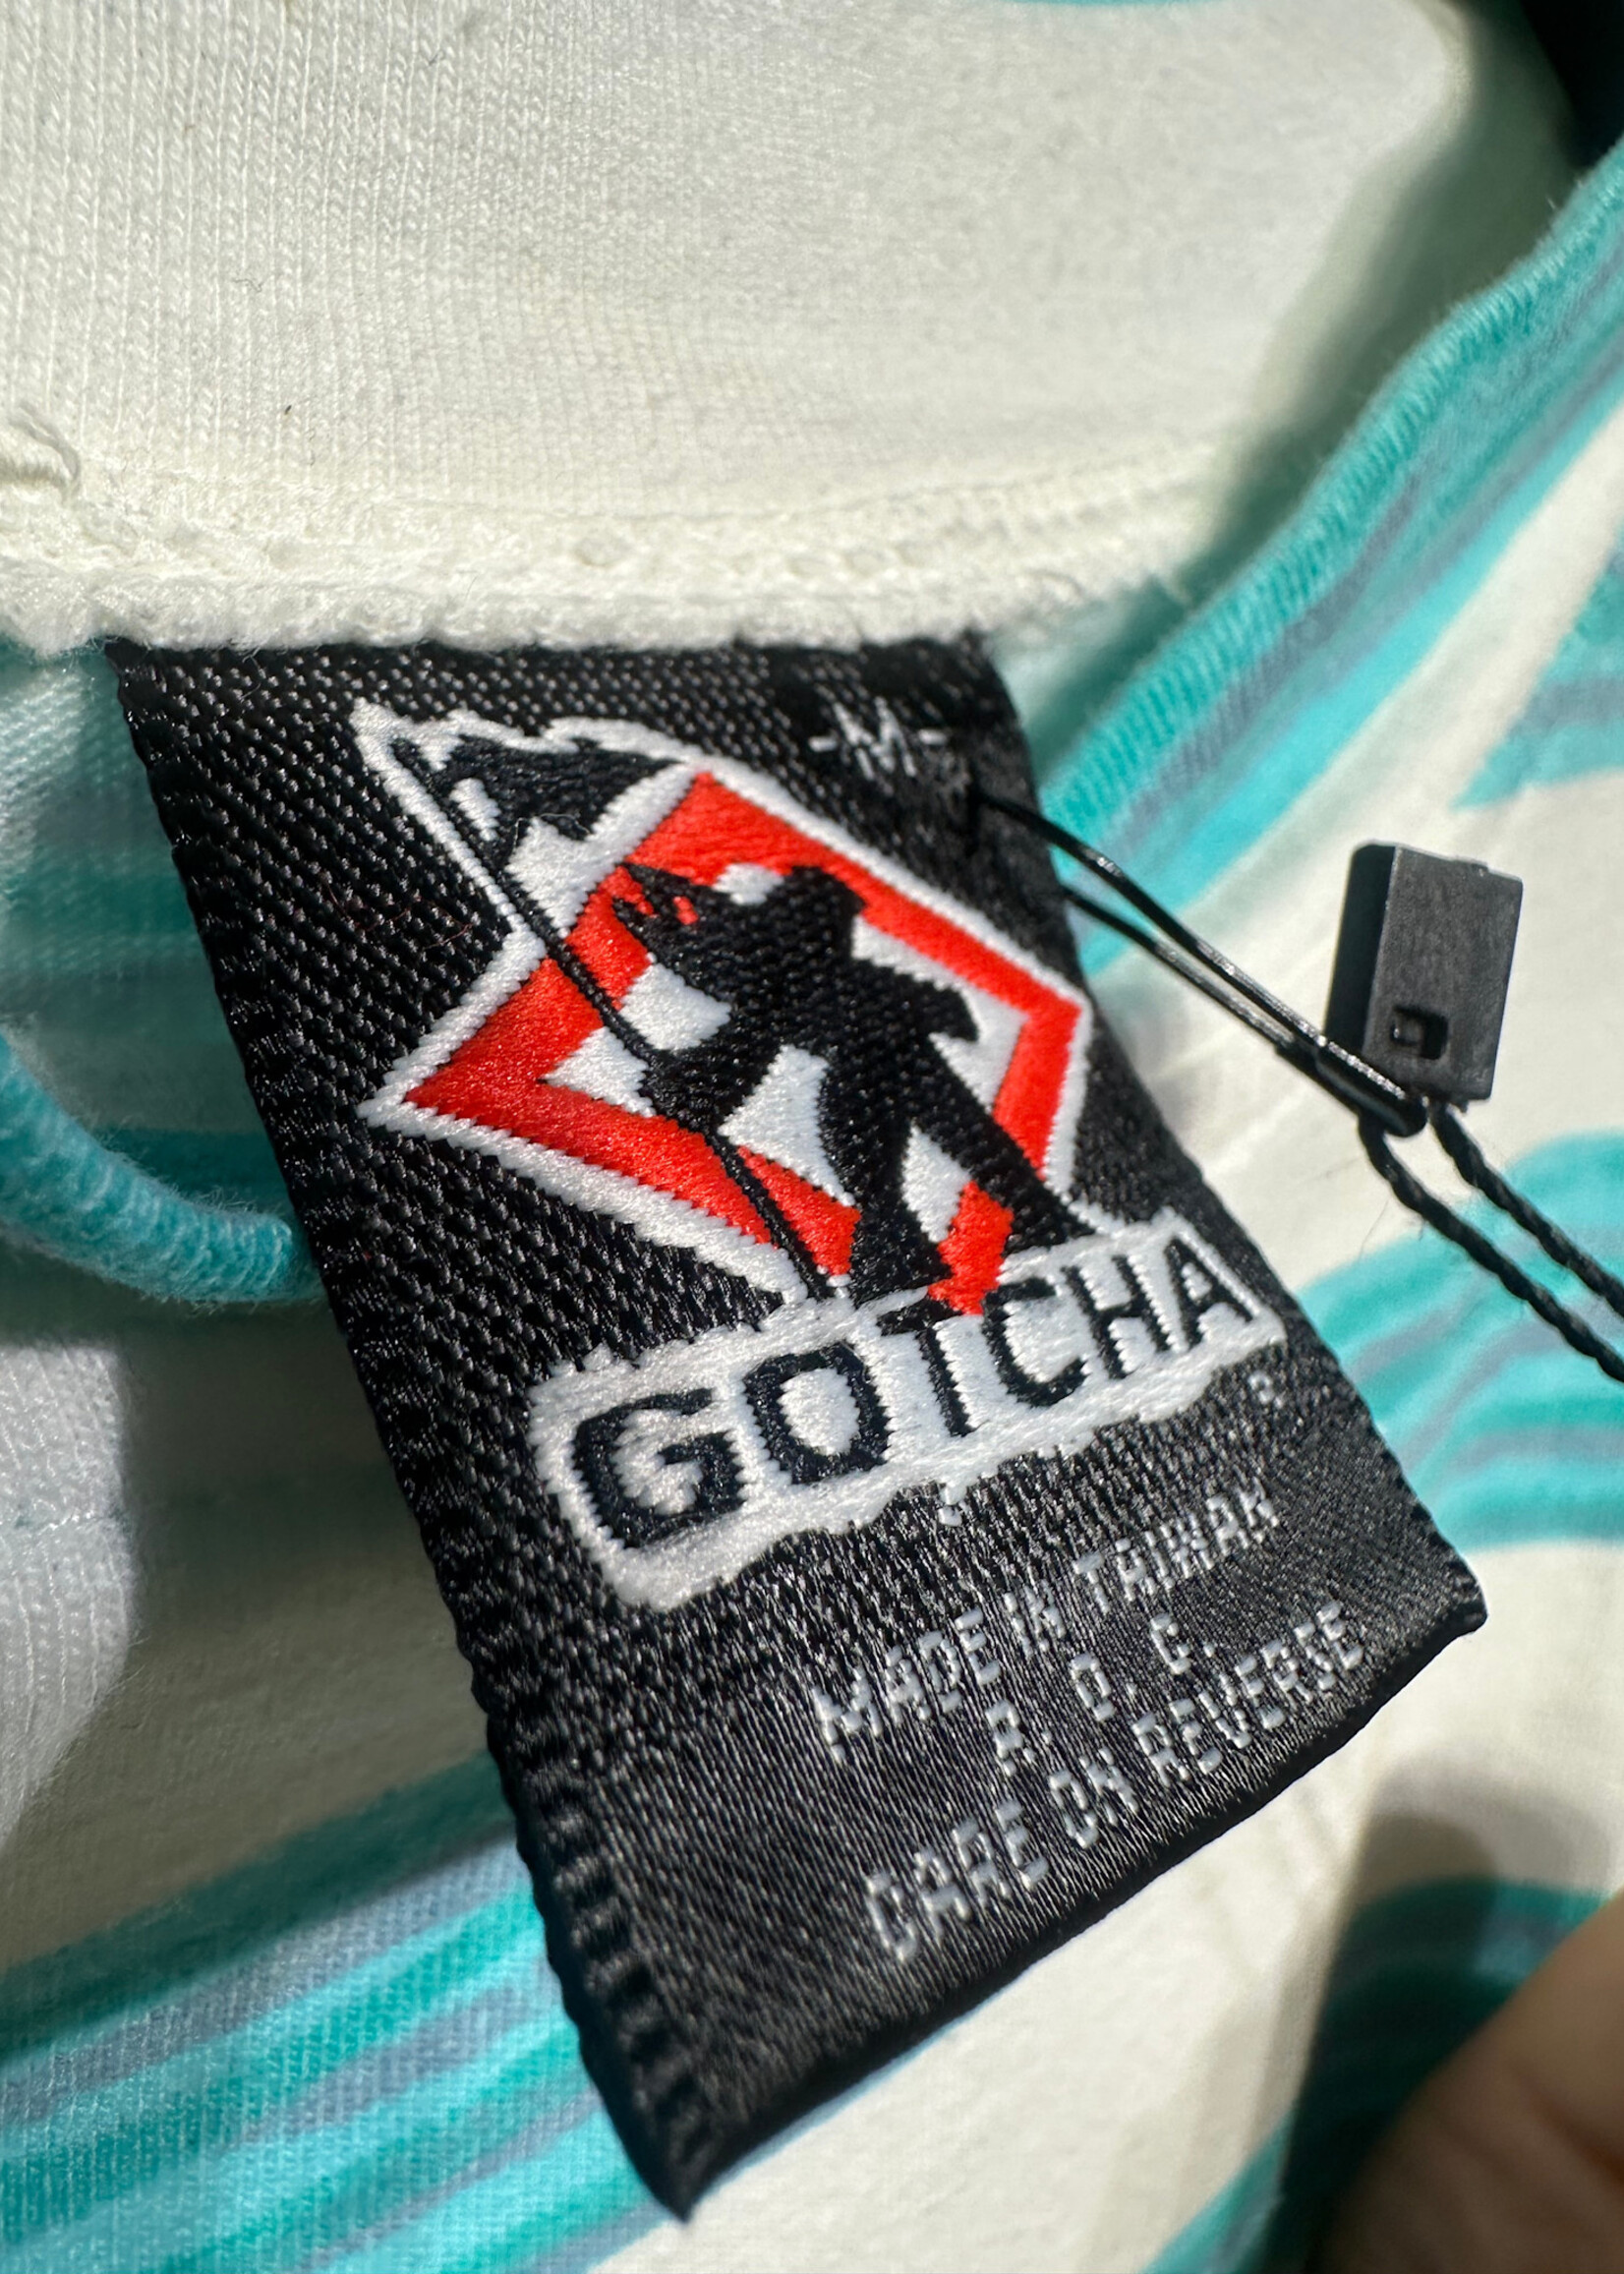 -M-
GOTCHA
MADE IN TAIWAN
R. O. C.
CARE ON REVERSE